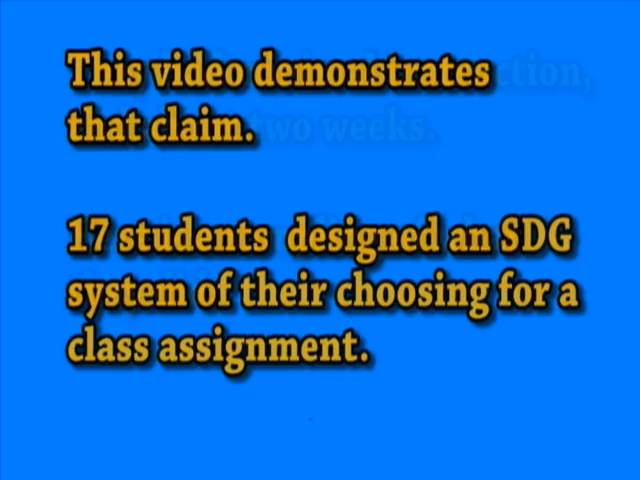 This video demonstrates
that claim.
17 students designed an SDG
system of their choosing for a
class assignment.